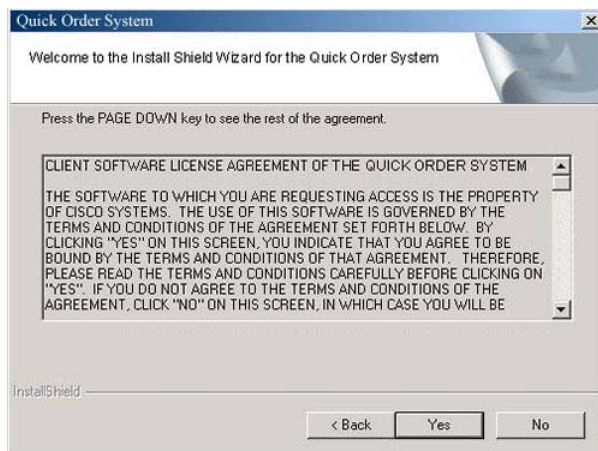 Quick Order System
Welcome to the Install Shield Wizard for the Quick Order System
Press the PAGE DOWN key to see the rest of the agreement.
CLIENT SOFTWARE LICENSE AGREEMENT OF THE QUICK ORDER SYSTEM
THE SOFTWARE TO WHICH YOU ARE REQUESTING ACCESS IS THE PROPERTY
OF CISCO SYSTEMS. THE USE OF THIS SOFTWARE IS GOVERNED BY THE
TERMS AND CONDITIONS OF THE AGREEMENT SET FORTH BELOW. BY
CLICKING "YES" ON THIS SCREEN, YOU INDICATE THAT YOU AGREE TO BE
BOUND BY THE TERMS AND CONDITIONS OF THAT AGREEMENT. THEREFORE,
PLEASE READ THE TERMS AND CONDITIONS CAREFULLY BEFORE CLICKING ON
"YES". IF YOU DO NOT AGREE TO THE TERMS AND CONDITIONS OF THE
AGREEMENT, CLICK "NO" ON THIS SCREEN, IN WHICH CASE YOU WILL BE
InstallShield
< Back Yes No